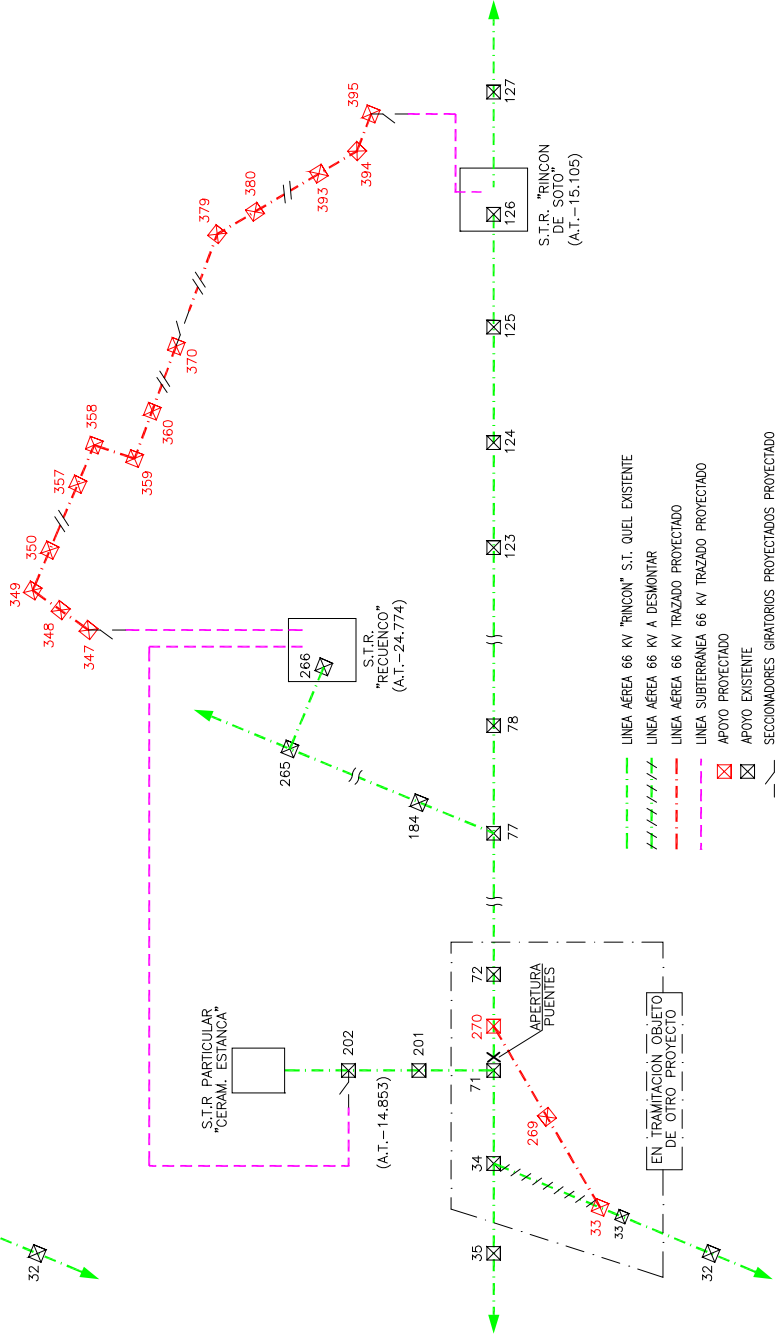 32
S.T.R PARTICULAR
"CERAM. ESTANCA"
202
(A.T.-14.853)
201
35
34
71
270
72
APERTURA
PUENTES
269
33
33
32
EN TRAMITACION OBJETO
DE OTRO PROYECTO
77
78
184
265
266
S.T.R.
"RECUENCO"
(A.T.-24.774)
347
348
349
350
357
358
359
360
370
379
380
393
394
395
123
124
125
126
127
S.T.R. "RINCON
DE SOTO"
(A.T.-15.105)
LINEA AÉREA 66 KV "RINCON" S.T. QUEL EXISTENTE
LINEA AÉREA 66 KV A DESMONTAR
LINEA AÉREA 66 KV TRAZADO PROYECTADO
LINEA SUBTERRÁNEA 66 KV TRAZADO PROYECTADO
APOYO PROYECTADO
APOYO EXISTENTE
SECCIONADORES GIRATORIOS PROYECTADOS PROYECTADO